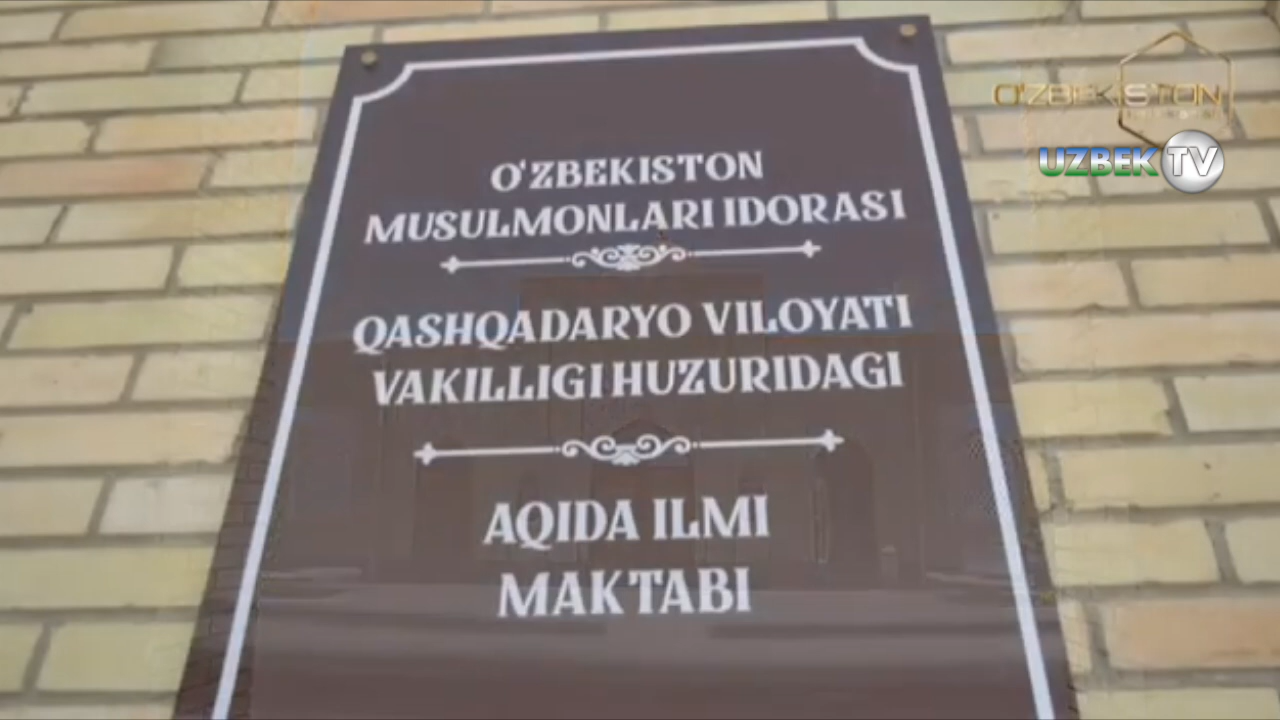 O'ZBEKISTON
MUSULMONLARI IDORASI
QASHQADARYO VILOYATI
VAKILLIGI HUZURIDAGI
AQIDA ILMI
MAKTABI
O'ZBEKISTON
UZBEK TV